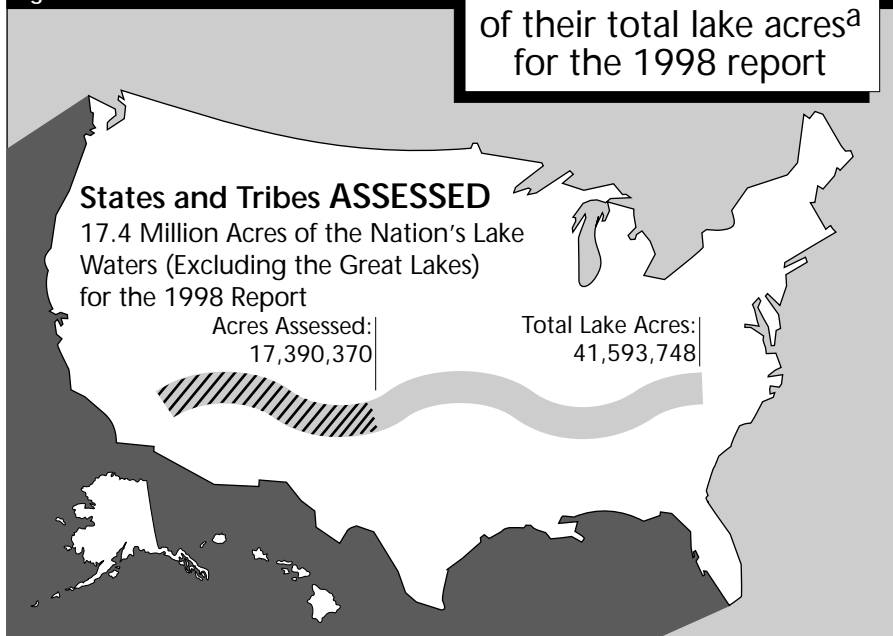 of their total lake acresa
for the 1998 report
States and Tribes ASSESSED
17.4 Million Acres of the Nation's Lake
Waters (Excluding the Great Lakes)
for the 1998 Report
Acres Assessed:
17,390,370
Total Lake Acres:
41,593,748